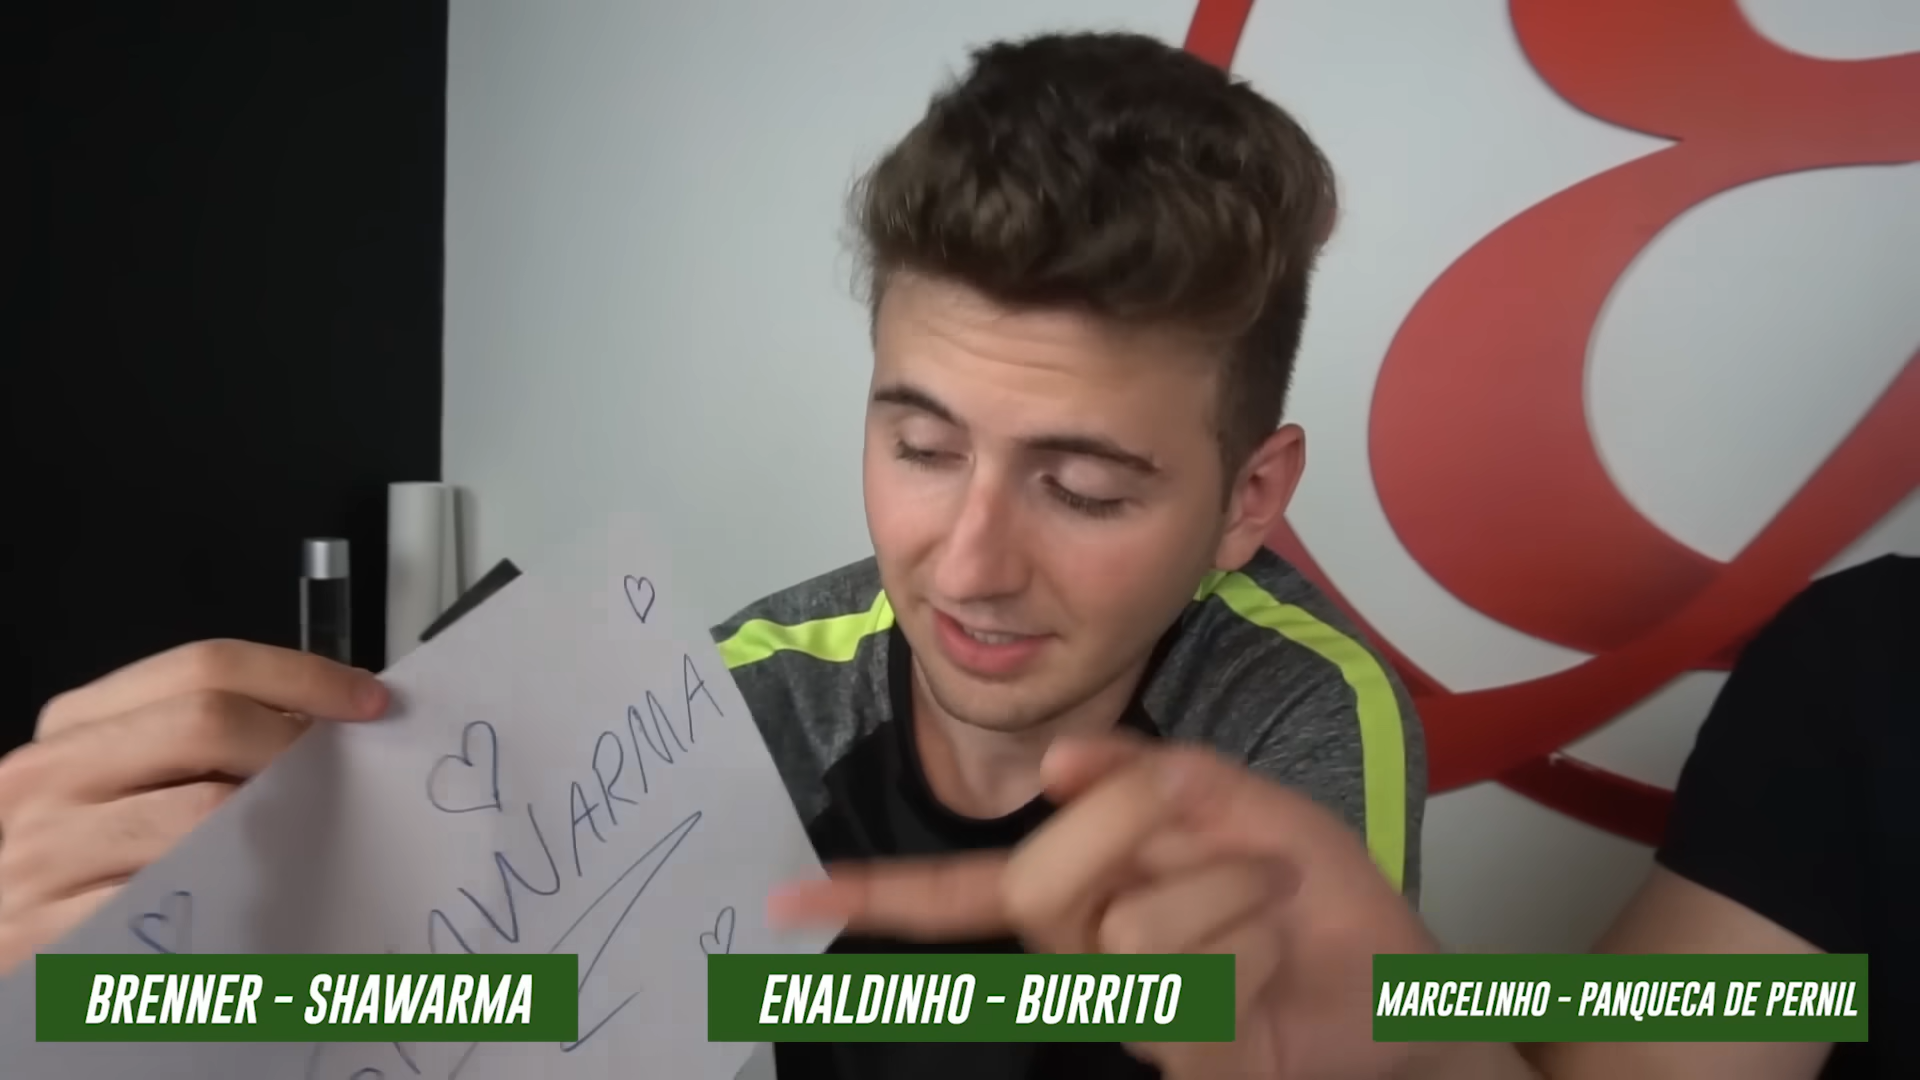 SHAWARMA
BRENNER - SHAWARMA
ENALDINHO - BURRITO
MARCELINHO - PANQUECA DE PERNIL